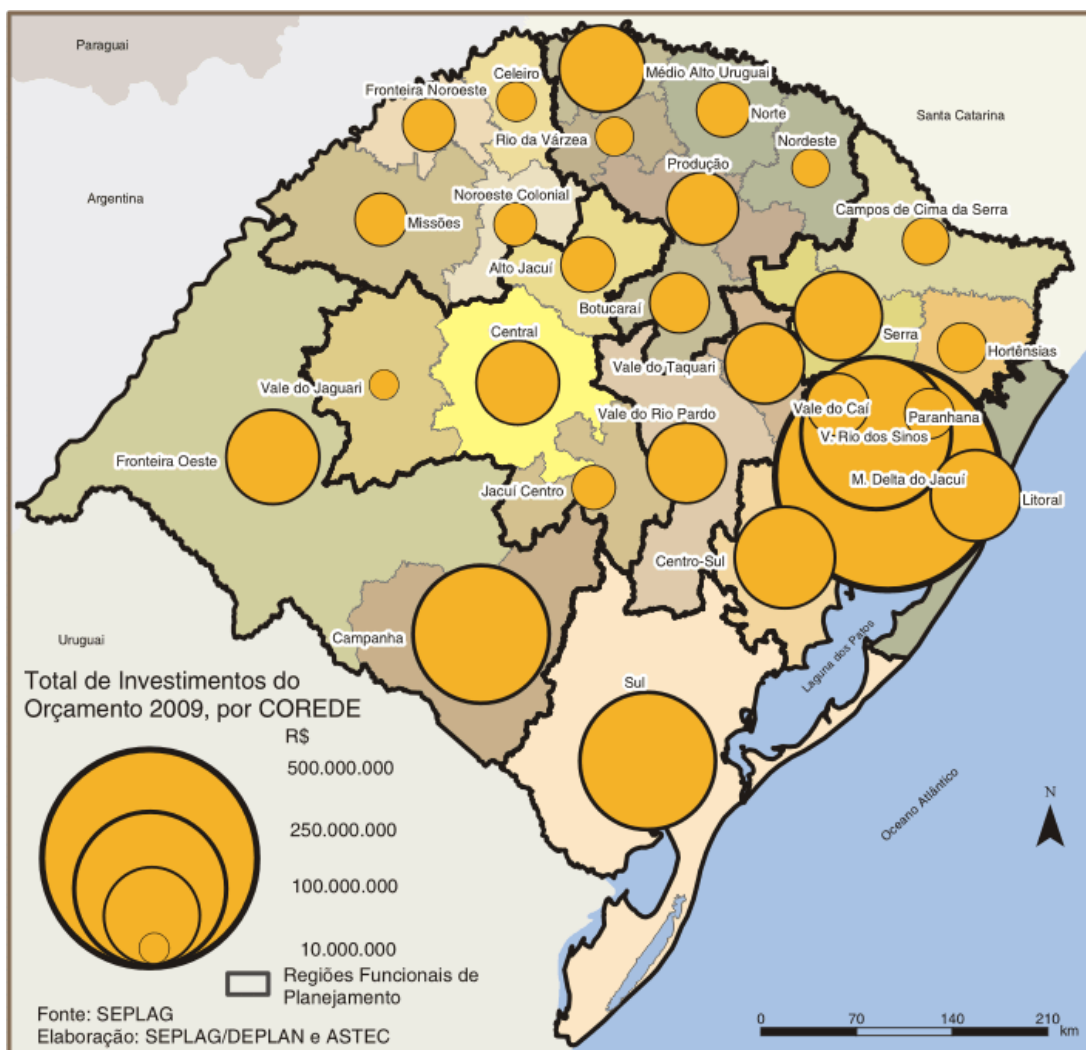 Paraguai
Celeiro
Fronteira Noroeste
Médio Alto Uruguai
Norte
Santa Catarina
Rio da Várzea
Nordeste
Produção
Argentina
Noroeste Colonial
Missões
Campos de Cima da Serra
Alto Jacuí
Botucaraí
Central
Serra
Hortênsias
Vale do Taquari
Vale do Jaguari
Vale do Caí
Paranhana
Vale do Rio Pardo
V. Rio dos Sinos
Fronteira Oeste
M. Delta do Jacuí
Jacuí Centro
Litoral
Centro-Sul
Campanha
Uruguai
Laguna dos Patos
Sul
Total de Investimentos do
Orçamento 2009, por COREDE
R$
500.000.000
250.000.000
100.000.000
10.000.000
Oceano Atlântico
N
Regiões Funcionais de
Planejamento
Fonte: SEPLAG
Elaboração: SEPLAG/DEPLAN e ASTEC
0 70 140 210
km